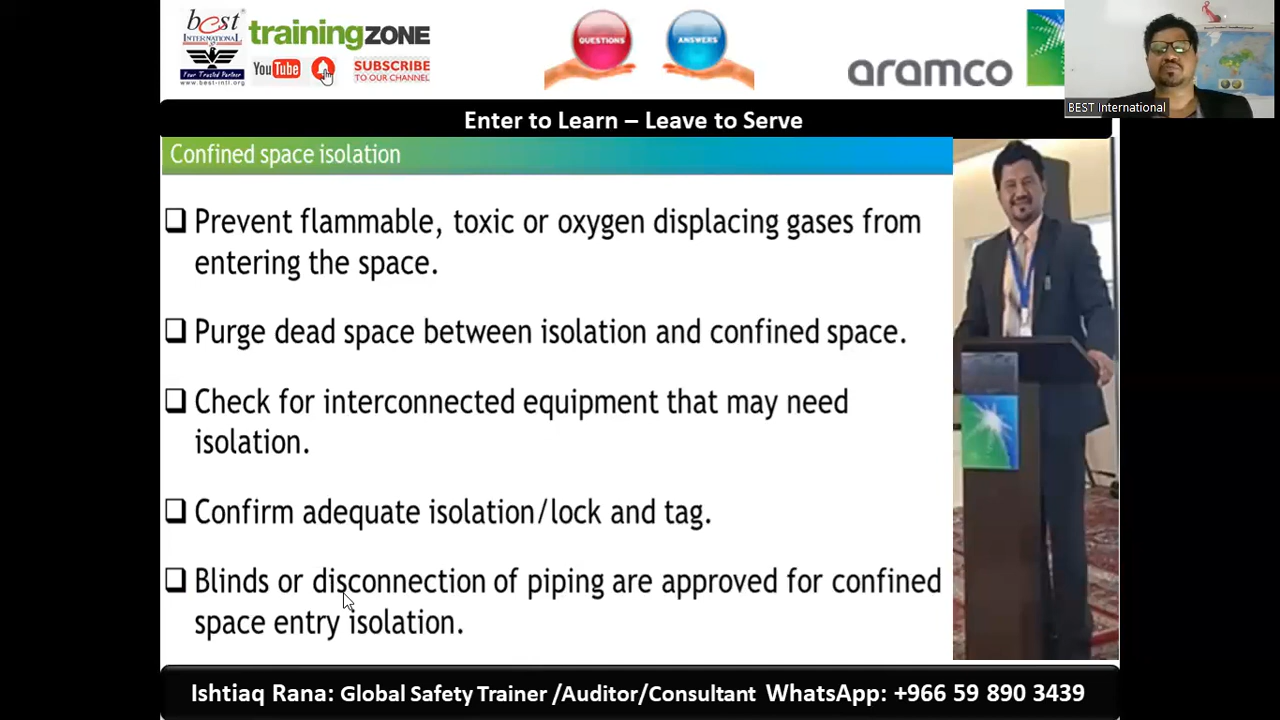 best
INTERNATIONAL
Your Trusted Partner
www.best-intl.org
trainingZONE
YouTube
SUBSCRIBE
TO OUR CHANNEL
QUESTIONS
ANSWERS
aramco
BEST International
Enter to Learn – Leave to Serve
Confined space isolation
❑ Prevent flammable, toxic or oxygen displacing gases from
entering the space.
❑ Purge dead space between isolation and confined space.
❑ Check for interconnected equipment that may need
isolation.
❑ Confirm adequate isolation/lock and tag.
❑ Blinds or disconnection of piping are approved for confined
space entry isolation.
Ishtiaq Rana: Global Safety Trainer /Auditor/Consultant WhatsApp: +966 59 890 3439